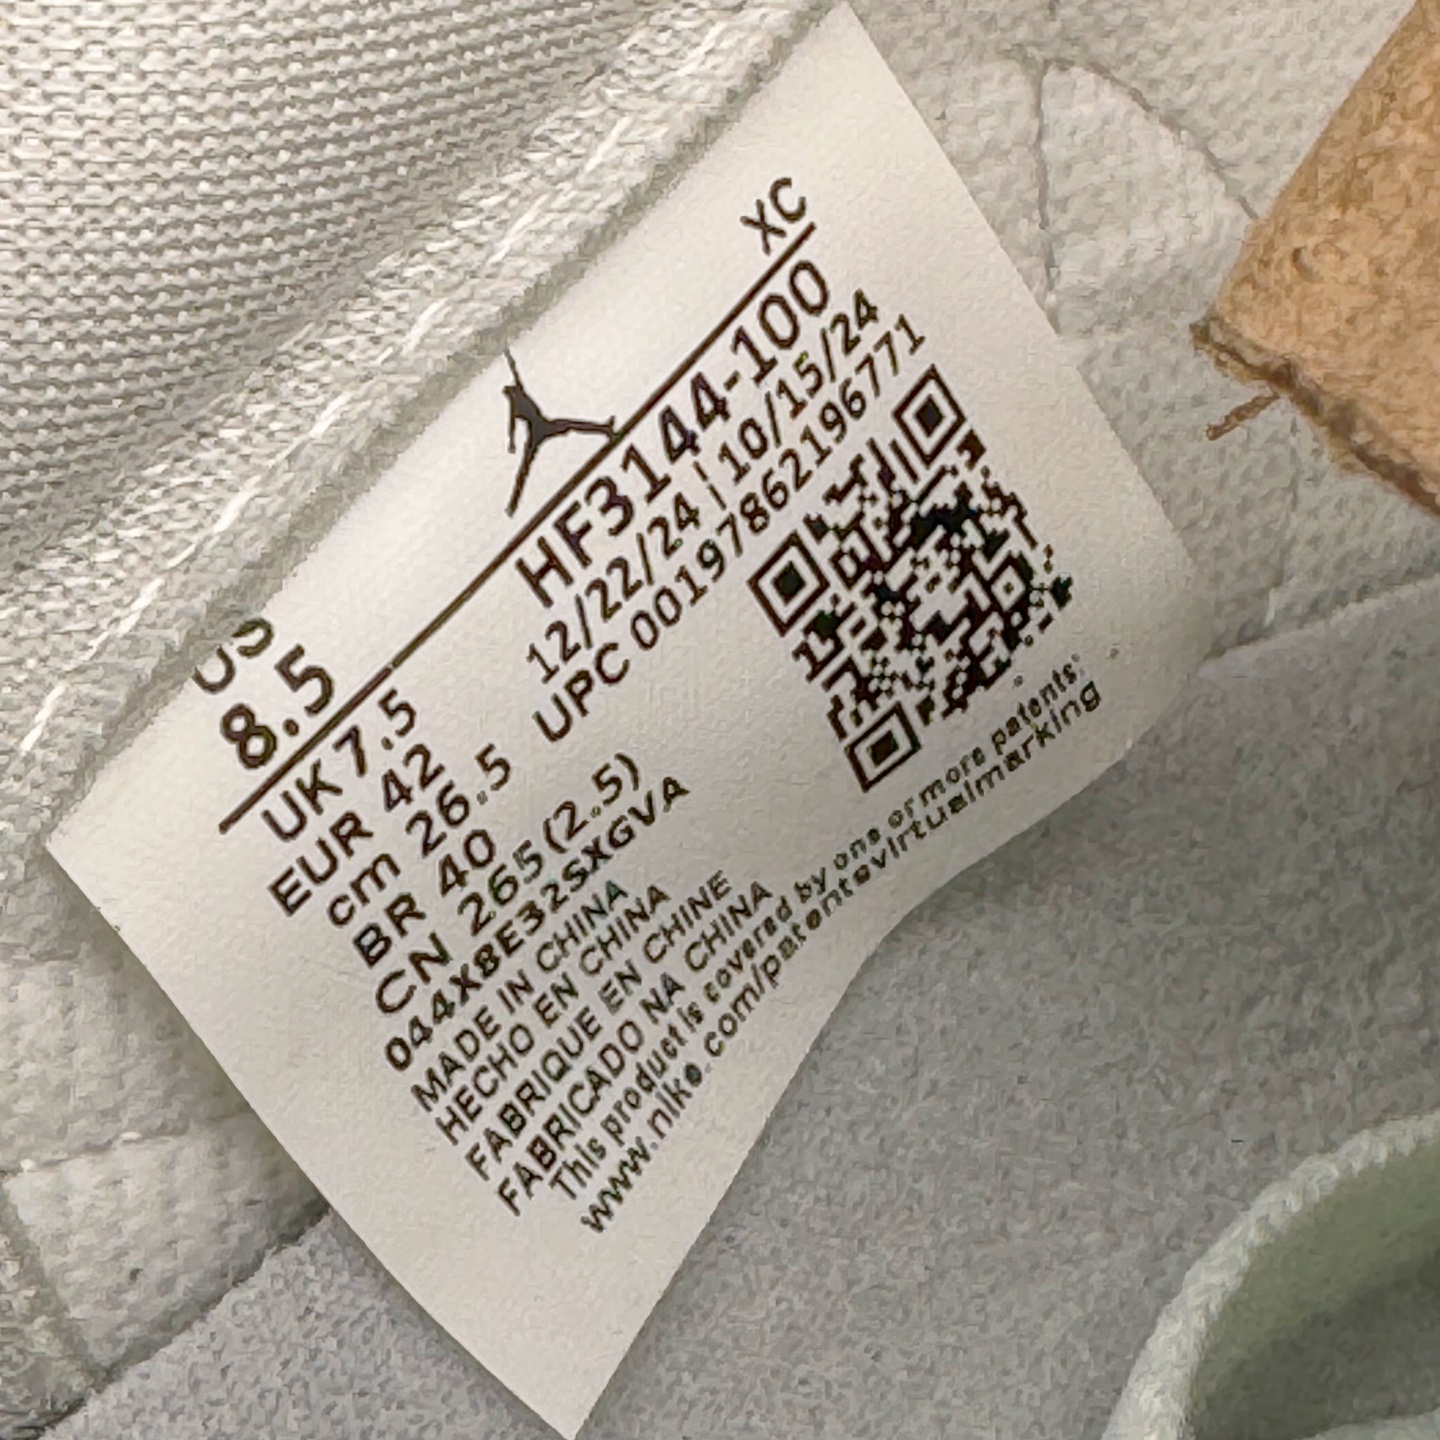 XC
US
8.5
HF3144-100
12/22/24 | 10/15/24
UPC 00197862196771
UK 7.5
EUR 42
cm 26.5
BR 40
CN 265 (2.5)
044X8E32SXGVA
MADE IN CHINA
HECHO EN CHINA
FABRIQUE EN CHINE
FABRICADO NA CHINA
This product is covered by one or more patents:
www.nike.com/patentsvirtualmarking